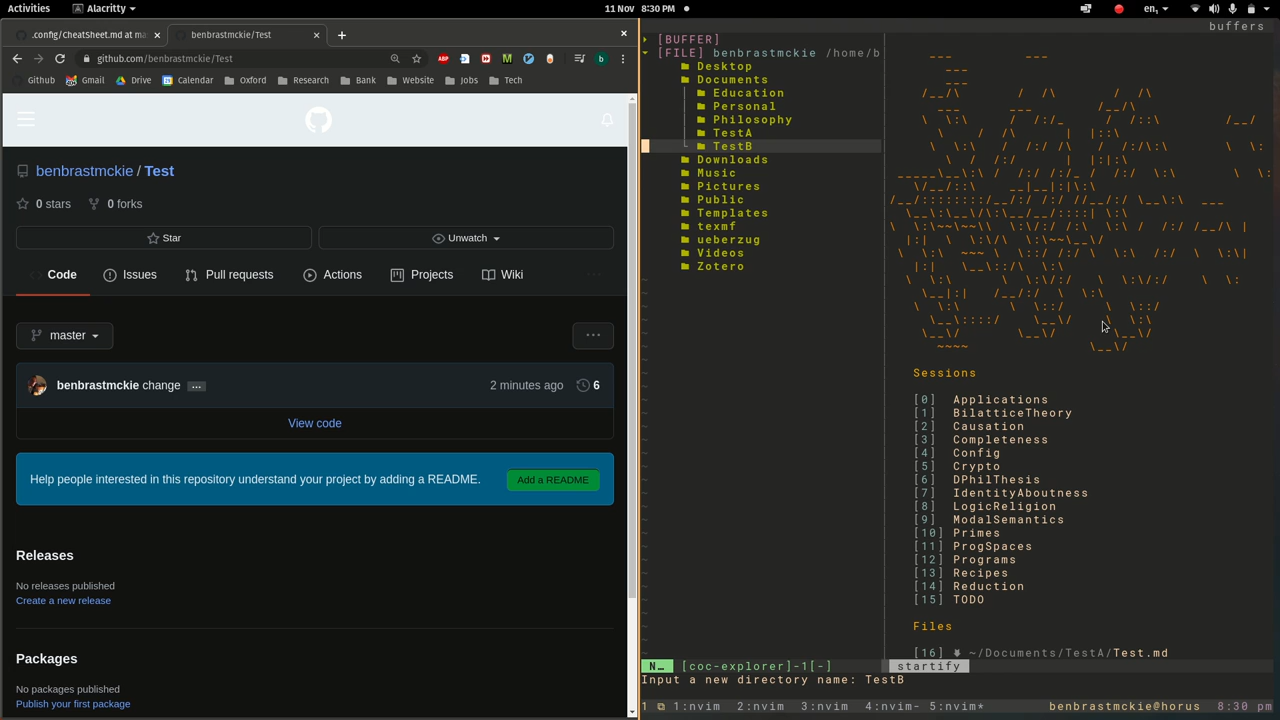 Activities
Alacritty
11 Nov 8:30 PM
en₁
.config/CheatSheet.md at ma
benbrastmckie/Test
github.com/benbrastmckie/Test
Github
Gmail
Drive
Calendar
Oxford
Research
Bank
Webs
Jobs
Tech
benbrastmckie / Test
0 stars
0 forks
Star
Unwatch
Code
Issues
Pull requests
Actions
Projects
Wiki
master
benbrastmckie change ...
2 minutes ago
6
View code
Help people interested in this repository understand your project by adding a README.
Add a README
Releases
No releases published
Create a new release
Packages
No packages published
Publish your first package
buffers
[BUFFER]
[FILE] benbrastmckie /home/b
Desktop
Documents
Education
Personal
Philosophy
TestA
TestB
Downloads
Music
Pictures
Public
Templates
texmf
ueberzug
Videos
Zotero
Sessions
[0] Applications
[1] BilatticeTheory
[2] Causation
[3] Completeness
[4] Config
[5] Crypto
[6] DPhilThesis
[7] IdentityAboutness
[8] LogicReligion
[9] ModalSemantics
[10] Primes
[11] ProgSpaces
[12] Programs
[13] Recipes
[14] Reduction
[15] TODO
Files
[16] ~/Documents/TestA/Test.md
N… [coc-explorer]-1[-]
startify
Input a new directory name: TestB
1 1:nvim 2:nvim 3:nvim 4:nvim- 5:nvim*
benbrastmckie@horus 8:30 pm